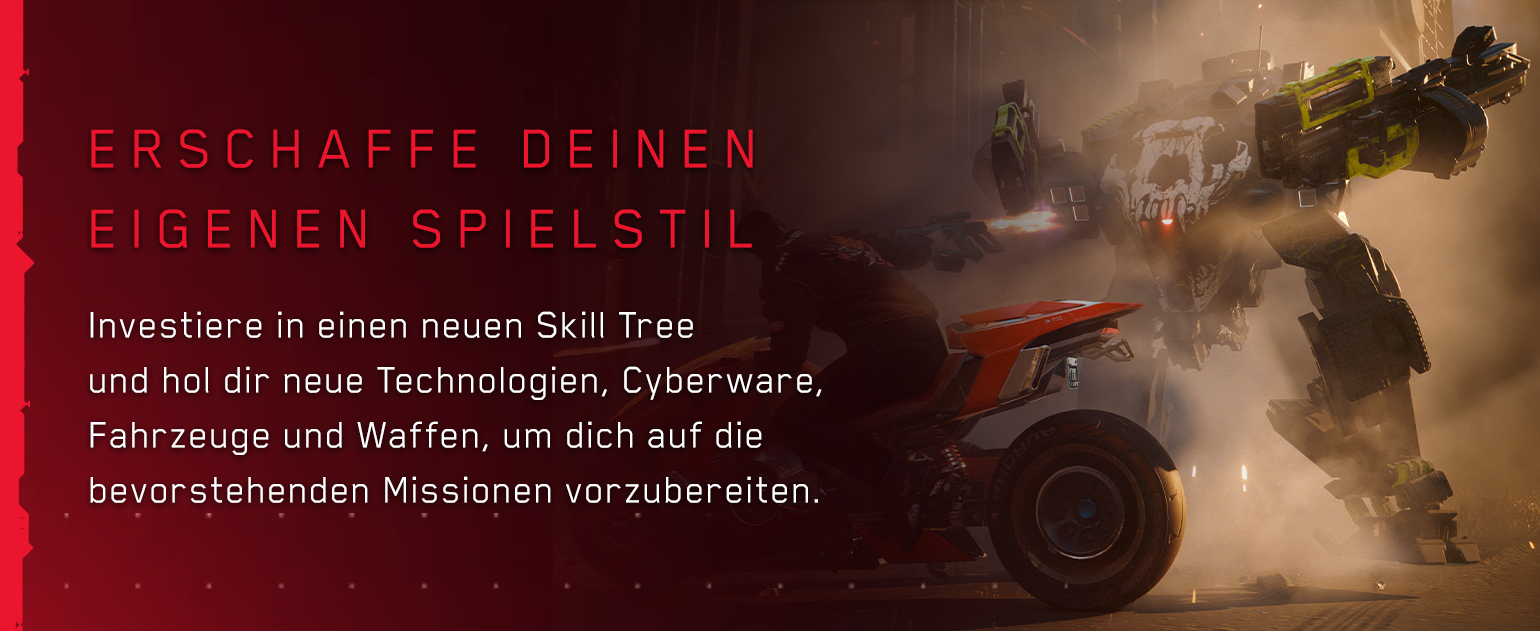 ERSCHAFFE DEINEN
EIGENEN SPIELSTIL
Investiere in einen neuen Skill Tree
und hol dir neue Technologien, Cyberware,
Fahrzeuge und Waffen, um dich auf die
bevorstehenden Missionen vorzubereiten.